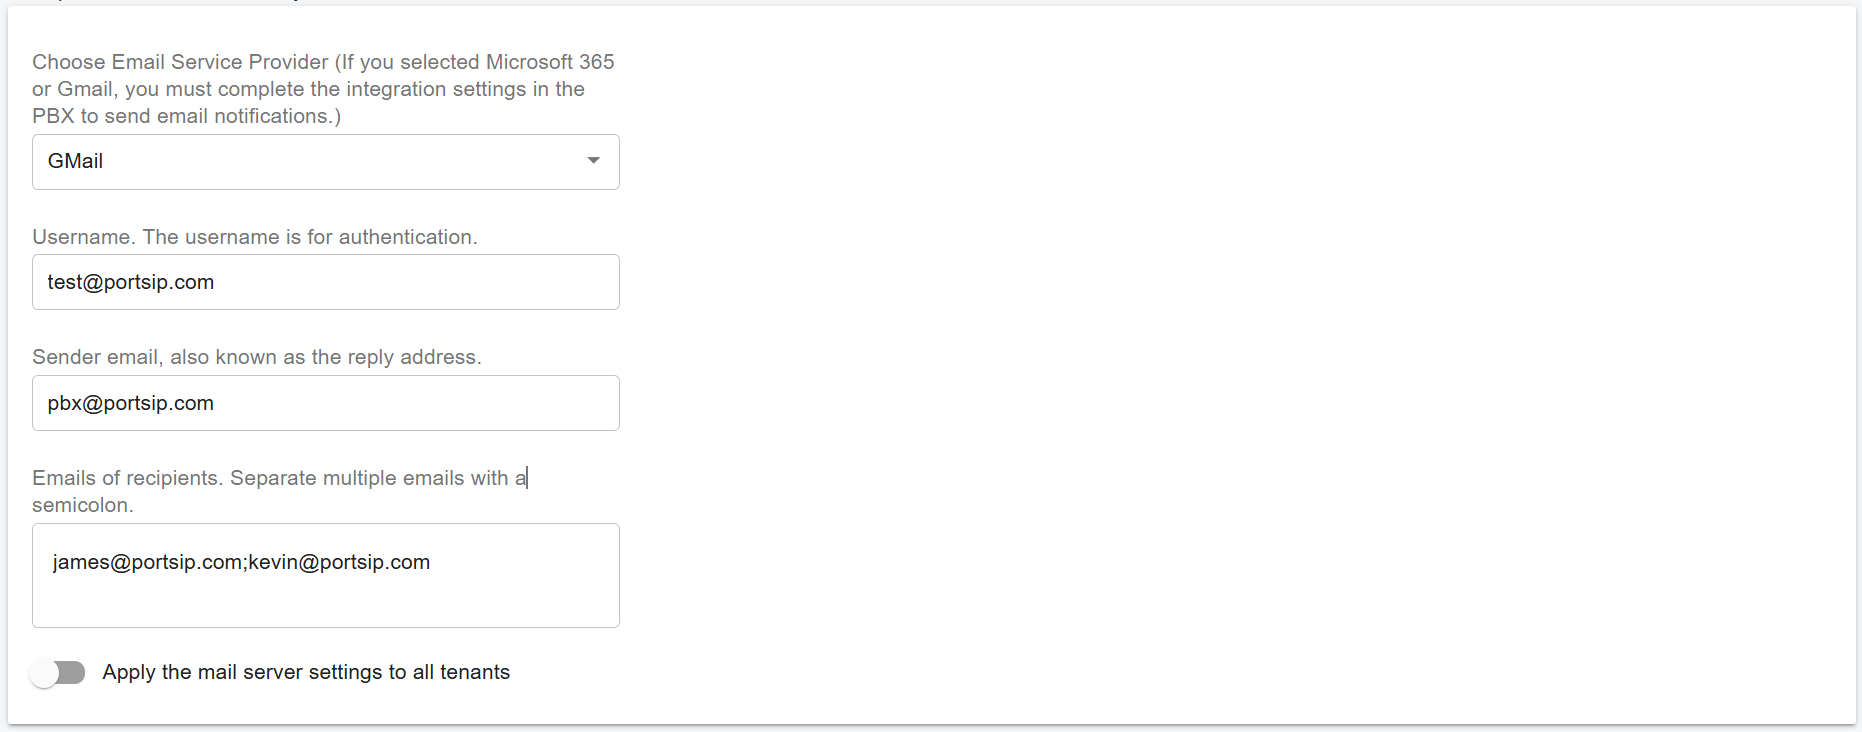 Choose Email Service Provider (If you selected Microsoft 365
or Gmail, you must complete the integration settings in the
PBX to send email notifications.)
GMail
Username. The username is for authentication.
test@portsip.com
Sender email, also known as the reply address.
pbx@portsip.com
Emails of recipients. Separate multiple emails with a
semicolon.
james@portsip.com;kevin@portsip.com
Apply the mail server settings to all tenants